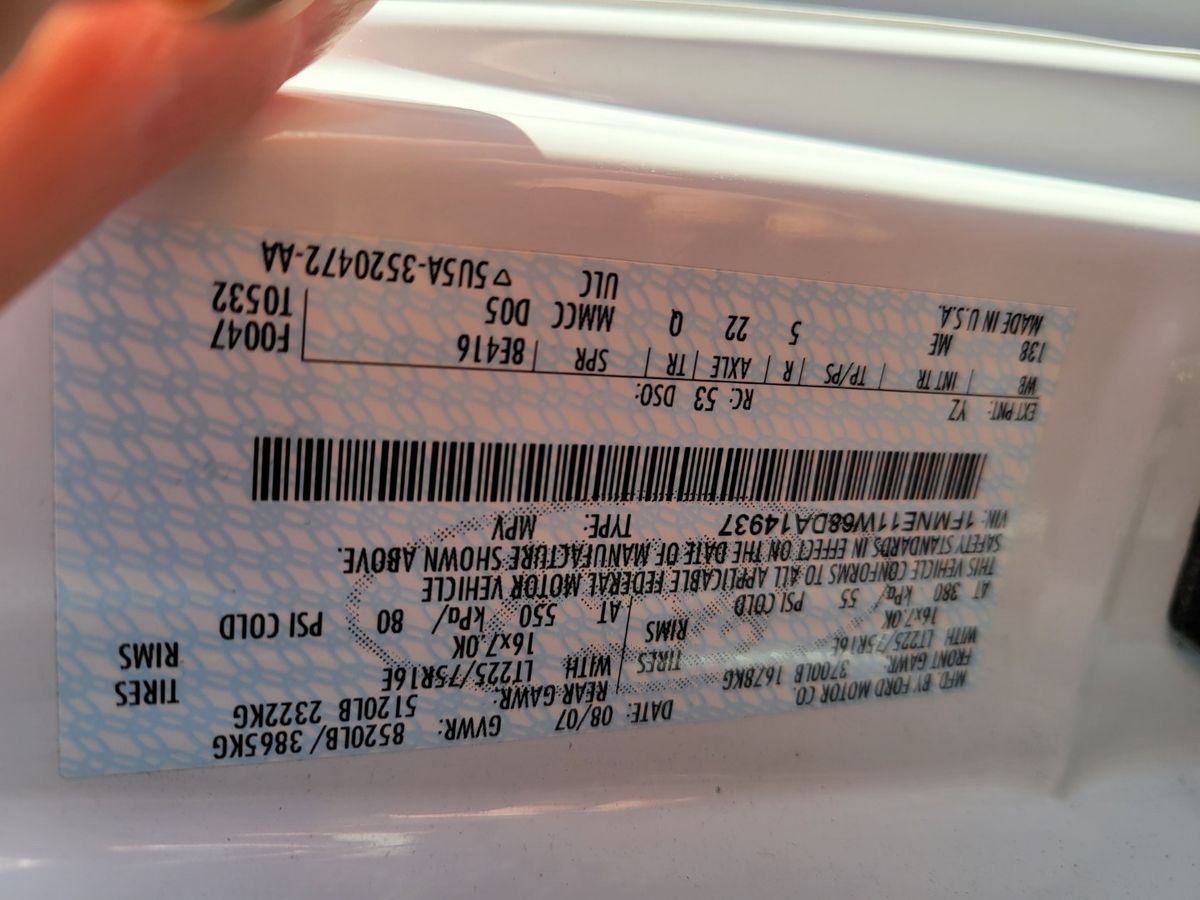 MFD. BY FORD MOTOR CO.
DATE: 08/07 GVWR: 8520LB/ 3865KG
FRONT GAWR: 3700LB 1678KG REAR GAWR: 5120LB 2322KG
WITH LT225/75R16E TIRES WITH LT225/75R16E TIRES
16x7.0K RIMS 16x7.0K RIMS
AT 380 kPa/ 55 PSI COLD AT 550 kPa/ 80 PSI COLD
THIS VEHICLE CONFORMS TO ALL APPLICABLE FEDERAL MOTOR VEHICLE
SAFETY STANDARDS IN EFFECT ON THE DATE OF MANUFACTURE SHOWN ABOVE.
VIN: 1FMNE11W68DA14937 TYPE: MPV
EXT PNT: YZ RC: 53 DSO:
WB | INT TR | TP/PS | R | AXLE | TR | SPR | 8E416 F0047
138 ME 5 22 Q MMCC D05 T0532
MADE IN U.S.A. ULC ▽5U5A-3520472-AA